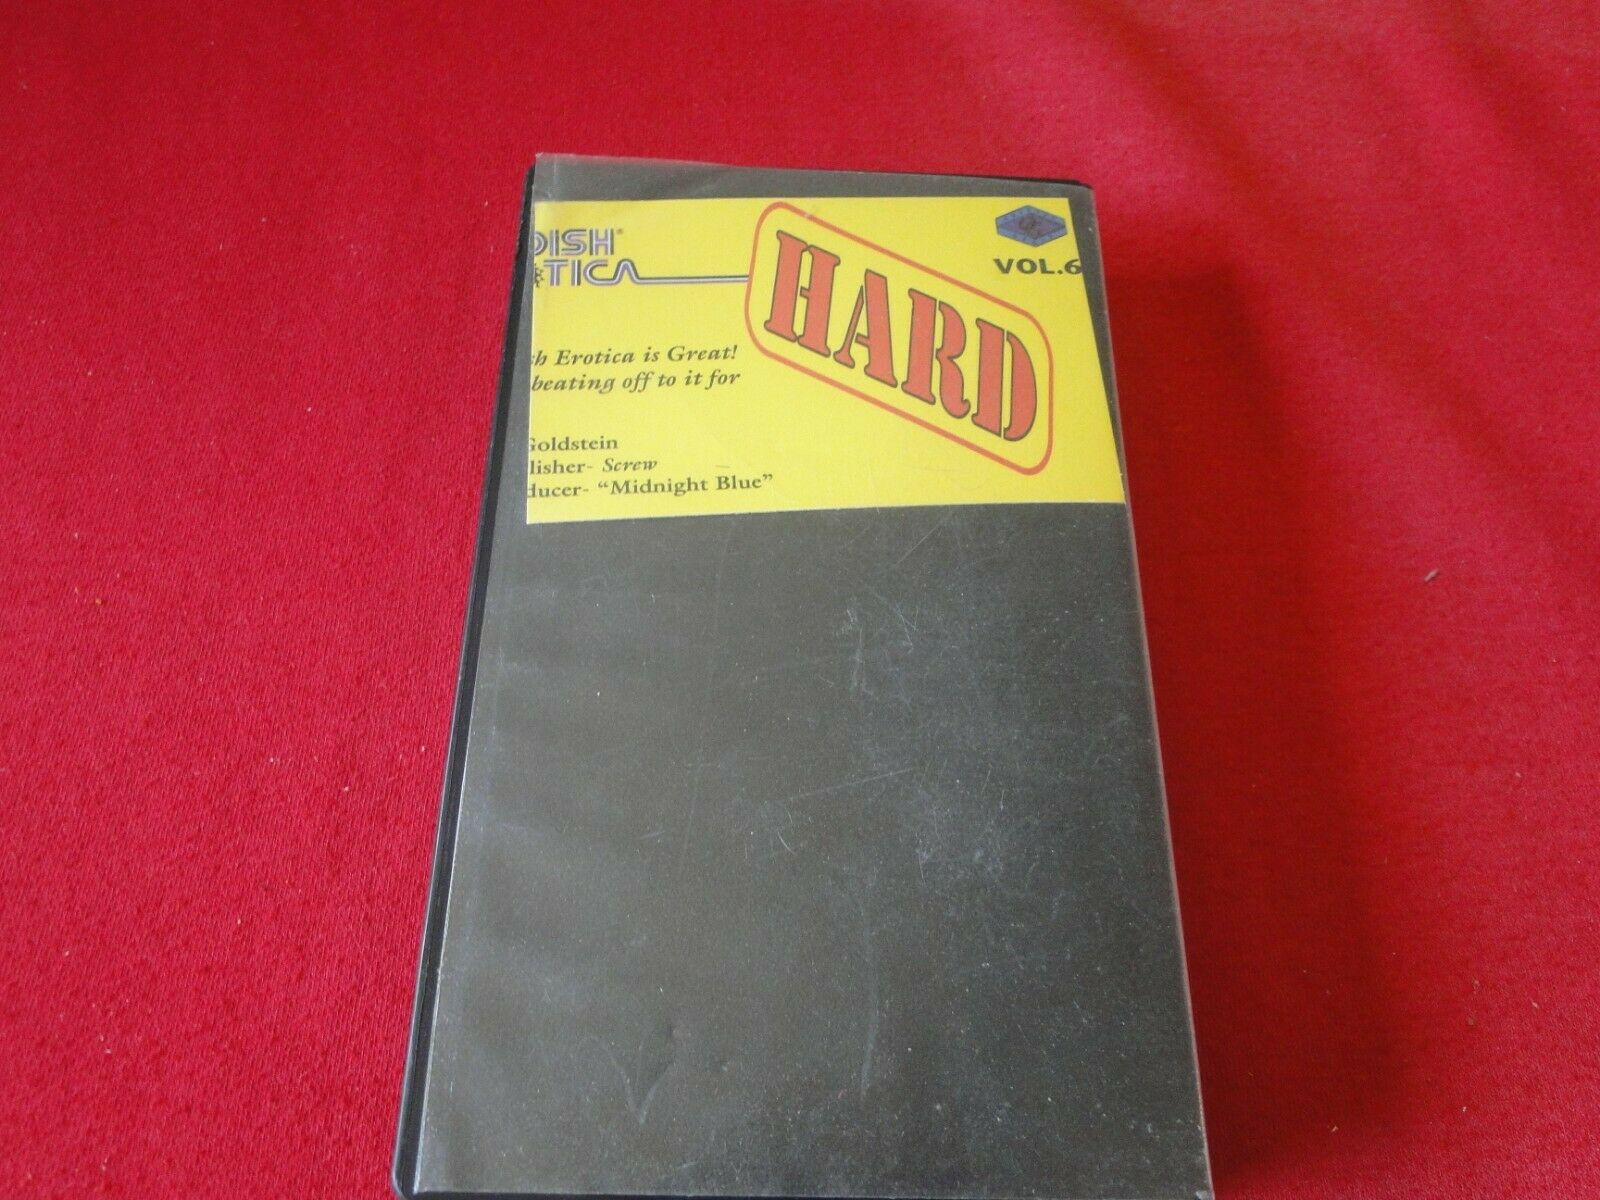 DISH®
TICA
HARD
VOL.6
sh Erotica is Great!
beating off to it for
Goldstein
lisher- Screw
ducer- “Midnight Blue”